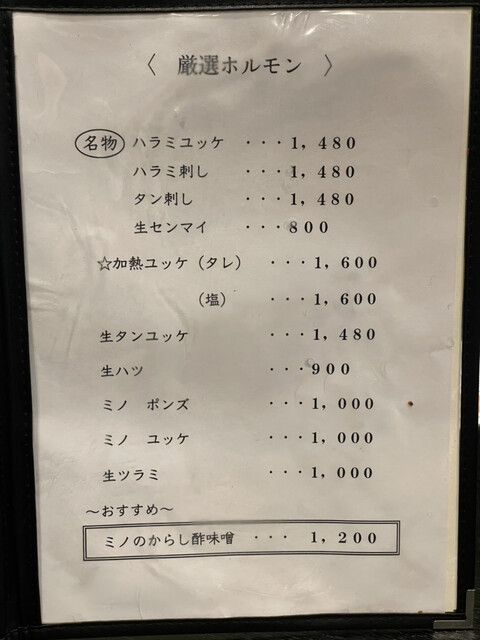 〈 厳選ホルモン 〉
名物 ハラミユッケ ・・・1,480
ハラミ刺し ・・・1,480
タン刺し ・・・1,480
生センマイ ・・・800
☆加熱ユッケ（タレ） ・・・1,600
（塩） ・・・1,600
生タンユッケ ・・・1,480
生ハツ ・・・900
ミノ ポンズ ・・・1,000
ミノ ユッケ ・・・1,000
生ツラミ ・・・1,000
～おすすめ～
ミノのからし酢味噌 ・・・ 1,200